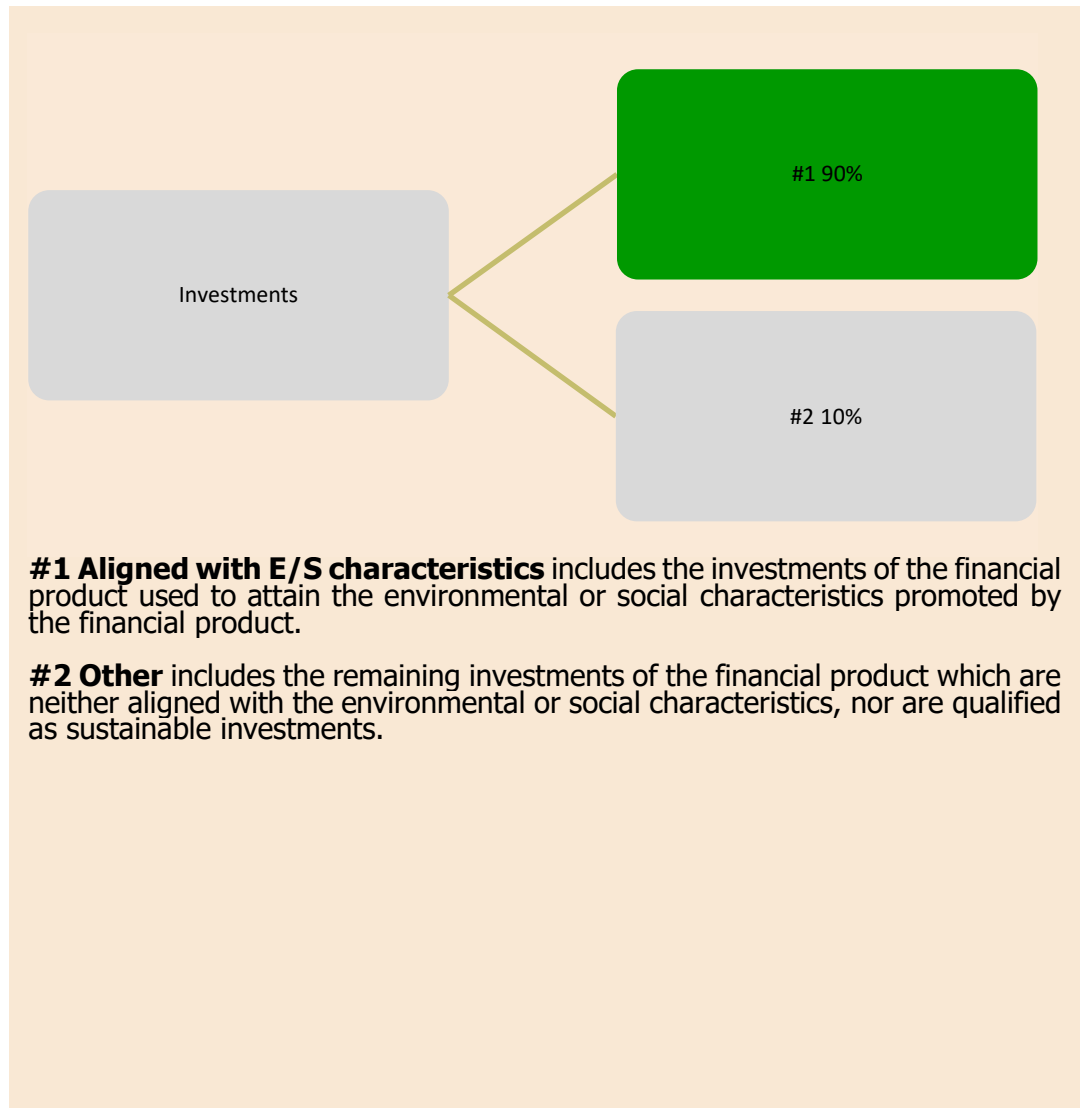 #1 90%
Investments
#2 10%
#1 Aligned with E/S characteristics includes the investments of the financial
product used to attain the environmental or social characteristics promoted by
the financial product.
#2 Other includes the remaining investments of the financial product which are
neither aligned with the environmental or social characteristics, nor are qualified
as sustainable investments.